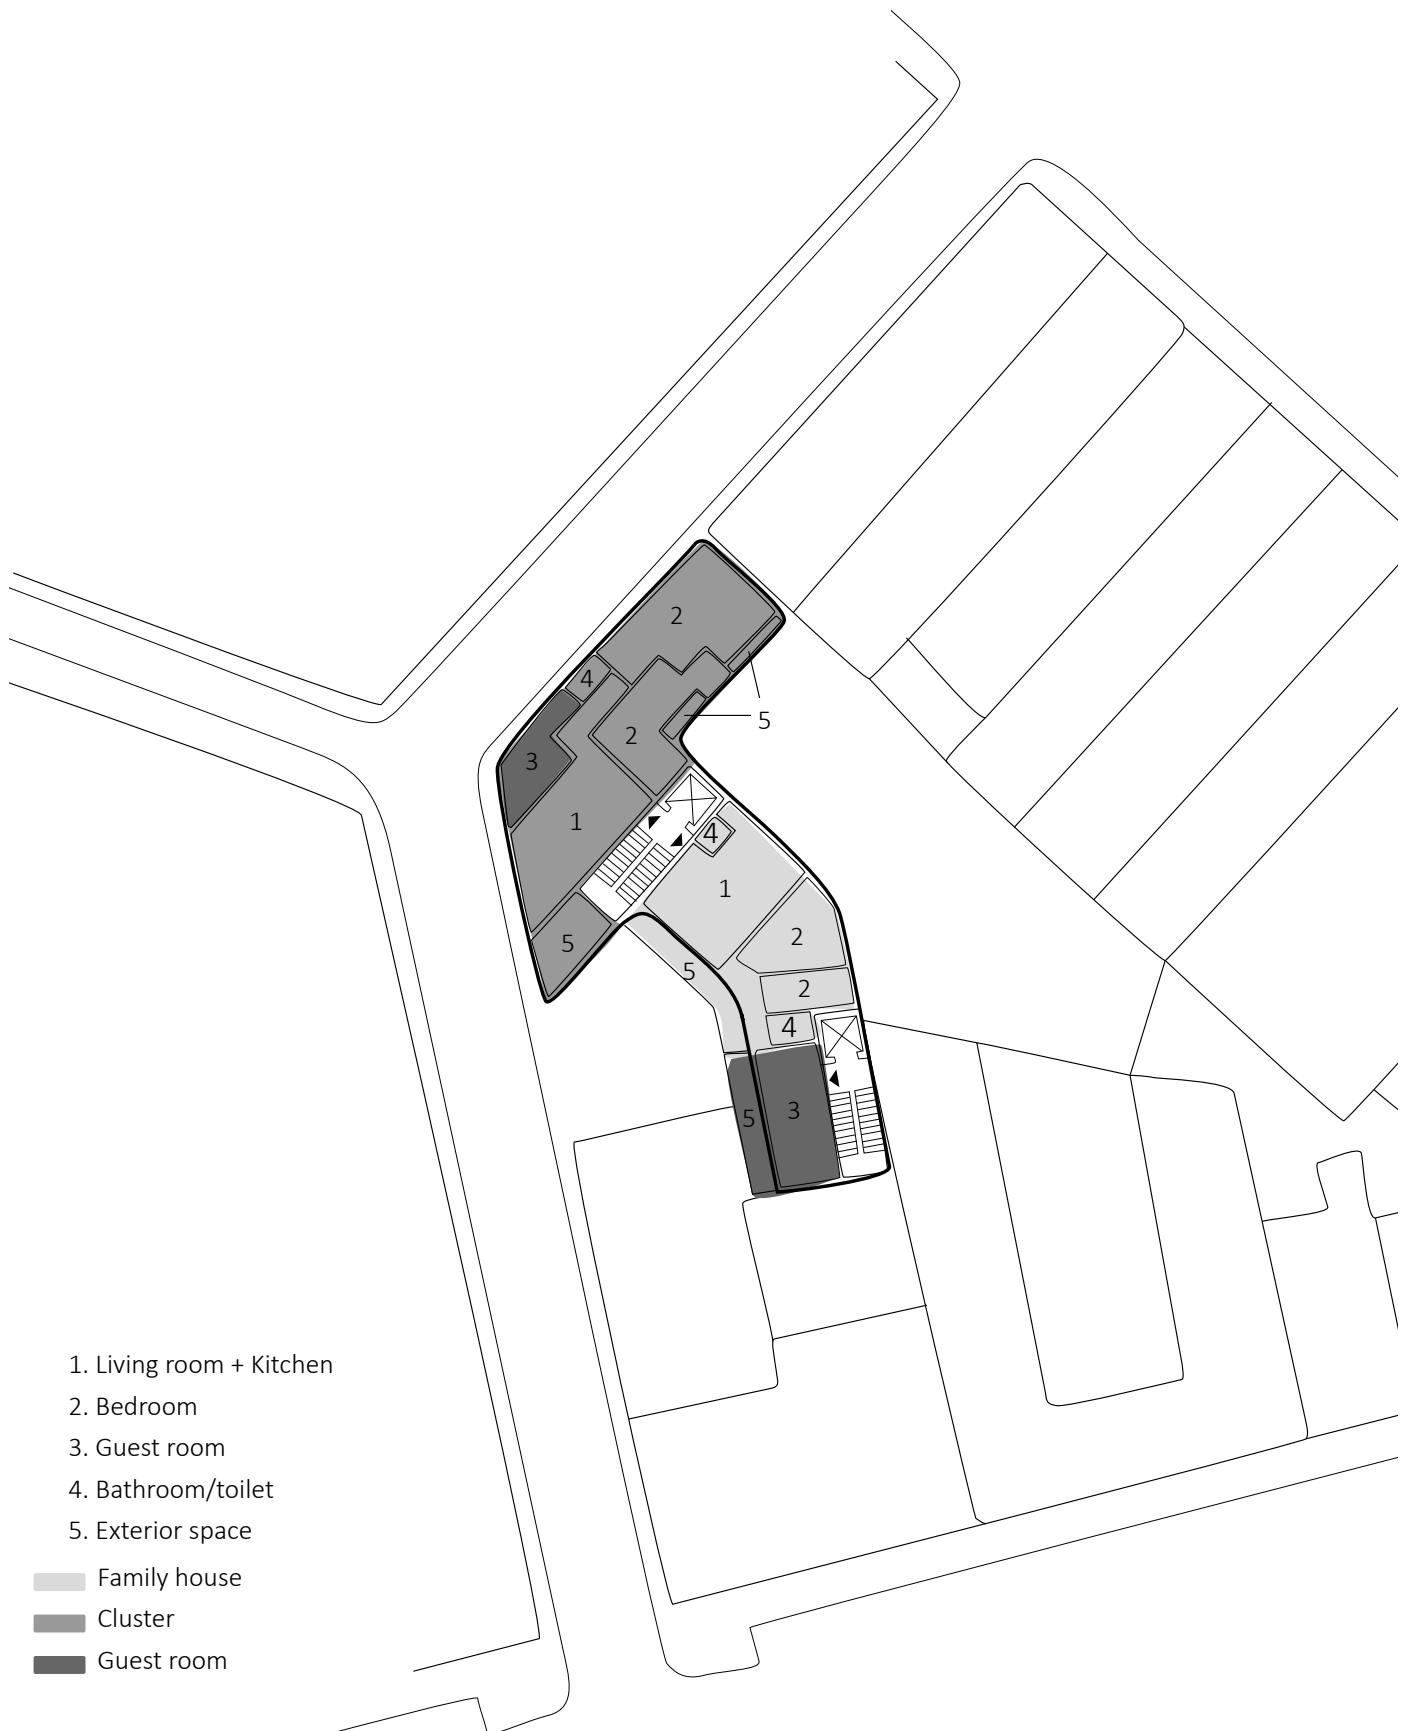 2
4
5
2
3
1
4
1
2
5
5
2
4
3
5
1. Living room + Kitchen
2. Bedroom
3. Guest room
4. Bathroom/toilet
5. Exterior space
Family house
Cluster
Guest room